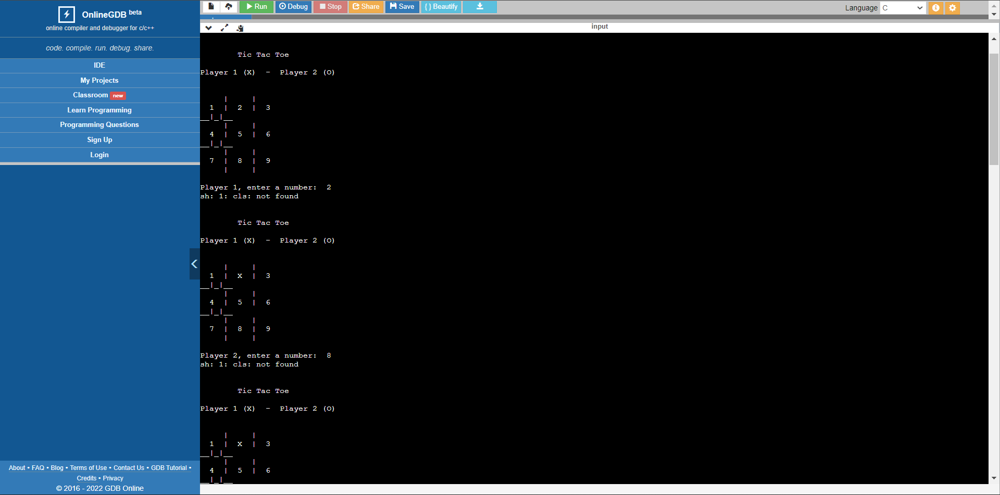 OnlineGDB beta
online compiler and debugger for c/c++
code. compile. run. debug. share.
IDE
My Projects
Classroom new
Learn Programming
Programming Questions
Sign Up
Login
About • FAQ • Blog • Terms of Use • Contact Us • GDB Tutorial •
Credits • Privacy
© 2016 - 2022 GDB Online
Run Debug Stop Share Save { } Beautify
Language C
input
Tic Tac Toe
Player 1 (X)  -  Player 2 (O)
     |     |
  1  |  2  |  3
__|_|__
     |     |
  4  |  5  |  6
__|_|__
     |     |
  7  |  8  |  9
     |     |
Player 1, enter a number:  2
sh: 1: cls: not found
Tic Tac Toe
Player 1 (X)  -  Player 2 (O)
     |     |
  1  |  X  |  3
__|_|__
     |     |
  4  |  5  |  6
__|_|__
     |     |
  7  |  8  |  9
     |     |
Player 2, enter a number:  8
sh: 1: cls: not found
Tic Tac Toe
Player 1 (X)  -  Player 2 (O)
     |     |
  1  |  X  |  3
__|_|__
     |     |
  4  |  5  |  6
__|_|__